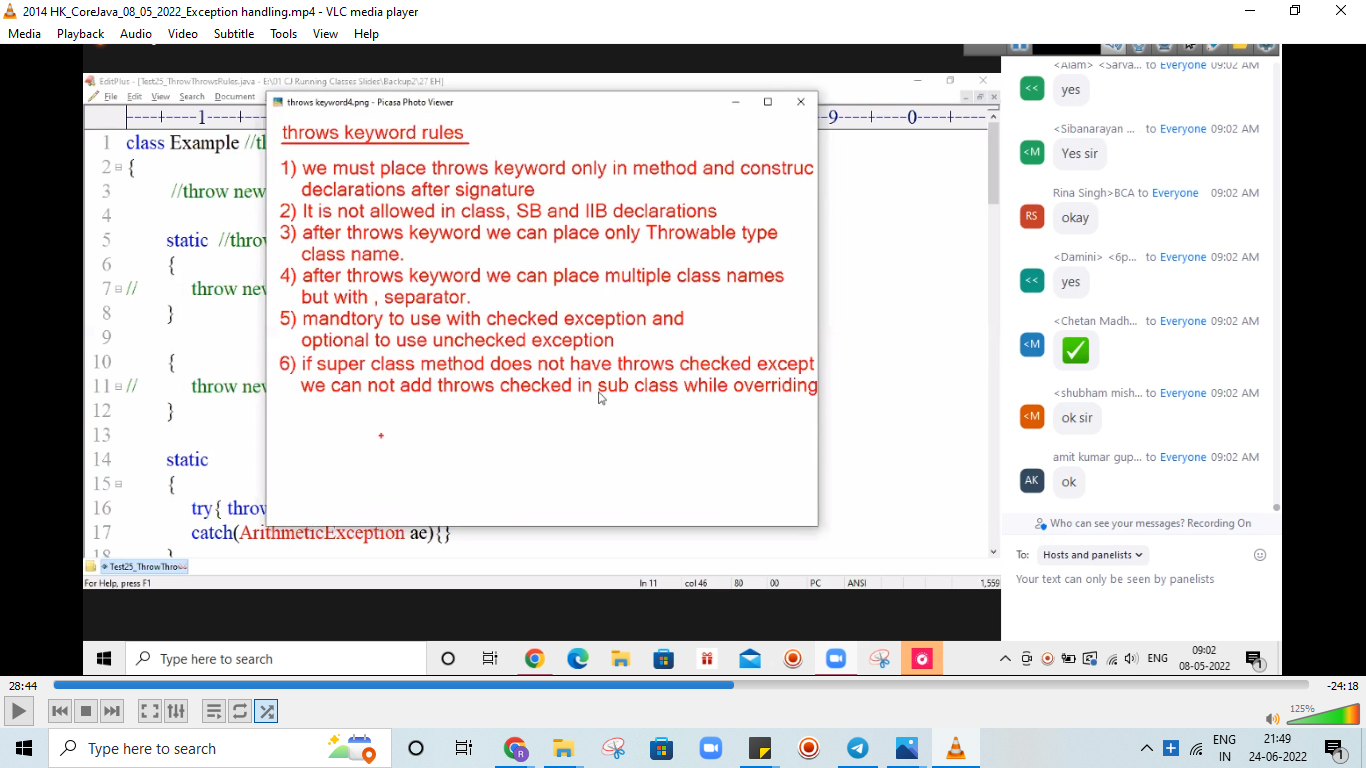 2014 HK_CoreJava_08_05_2022_Exception handling.mp4 - VLC media player
Media Playback Audio Video Subtitle Tools View Help
EditPlus - [Test25_ThrowThrowsRules.java - E:\01 CJ Running Classes Slides\Backup2\27 EH]
File Edit View Search Document
throws keyword4.png - Picasa Photo Viewer
----+----1----+
-9----+----0----+--
throws keyword rules
1) we must place throws keyword only in method and construc
declarations after signature
2) It is not allowed in class, SB and IIB declarations
3) after throws keyword we can place only Throwable type
class name.
4) after throws keyword we can place multiple class names
but with , separator.
5) mandtory to use with checked exception and
optional to use unchecked exception
6) if super class method does not have throws checked except
we can not add throws checked in sub class while overriding
1 class Example //th
2 {
3 //throw new
4
5 static //throw
6 {
7 // throw new
8 }
9
10 {
11 // throw new
12 }
13
14 static
15 {
16 try{ throw
17 catch(ArithmeticException ae){}
18 }
Test25_ThrowThro
For Help, press F1
ln 11 col 46 80 00 PC ANSI 1,559
<Alam> <Sarva... to Everyone 09:02 AM
<< yes
<Sibanarayan ... to Everyone 09:02 AM
<M Yes sir
Rina Singh>BCA to Everyone 09:02 AM
RS okay
<Damini> <6p... to Everyone 09:02 AM
<< yes
<Chetan Madh... to Everyone 09:02 AM
<M
<shubham mish... to Everyone 09:02 AM
<M ok sir
amit kumar gup... to Everyone 09:02 AM
AK ok
Who can see your messages? Recording On
To: Hosts and panelists
Your text can only be seen by panelists
Type here to search
ENG
09:02
08-05-2022
1
28:44
-24:18
125%
Type here to search
R
ENG
IN
21:49
24-06-2022
1